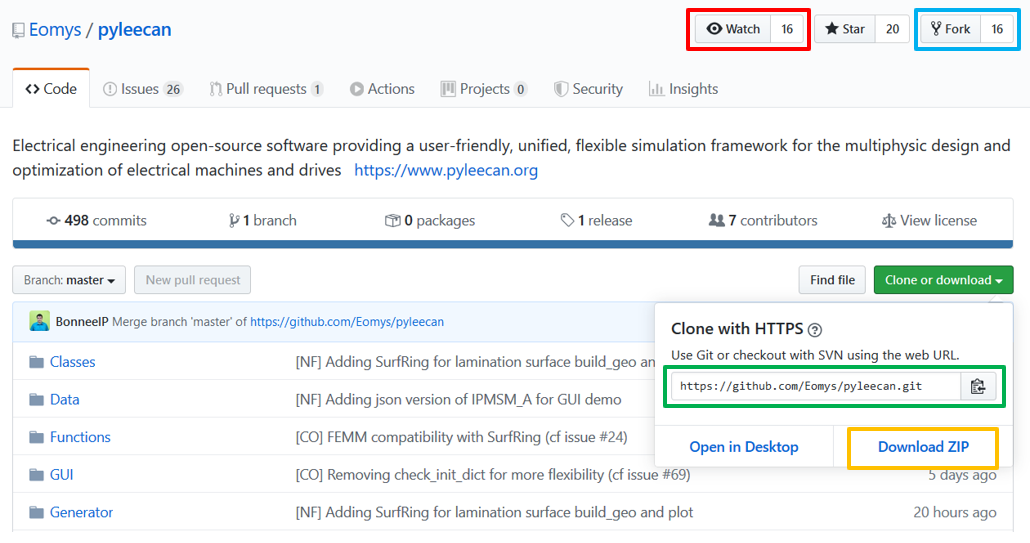 Eomys / pyleecan
Watch 16 Star 20 Fork 16
Code Issues 26 Pull requests 1 Actions Projects 0 Security Insights
Electrical engineering open-source software providing a user-friendly, unified, flexible simulation framework for the multiphysic design and
optimization of electrical machines and drives https://www.pyleecan.org
498 commits 1 branch 0 packages 1 release 7 contributors View license
Branch: master New pull request Find file Clone or download
BonneelP Merge branch 'master' of https://github.com/Eomys/pyleecan
Classes [NF] Adding SurfRing for lamination surface build_geo and
Data [NF] Adding json version of IPMSM_A for GUI demo
Functions [CO] FEMM compatibility with SurfRing (cf issue #24)
GUI [CO] Removing check_init_dict for more flexibility (cf issue #69) 5 days ago
Generator [NF] Adding SurfRing for lamination surface build_geo and plot 20 hours ago
Clone with HTTPS ?
Use Git or checkout with SVN using the web URL.
https://github.com/Eomys/pyleecan.git
Open in Desktop Download ZIP